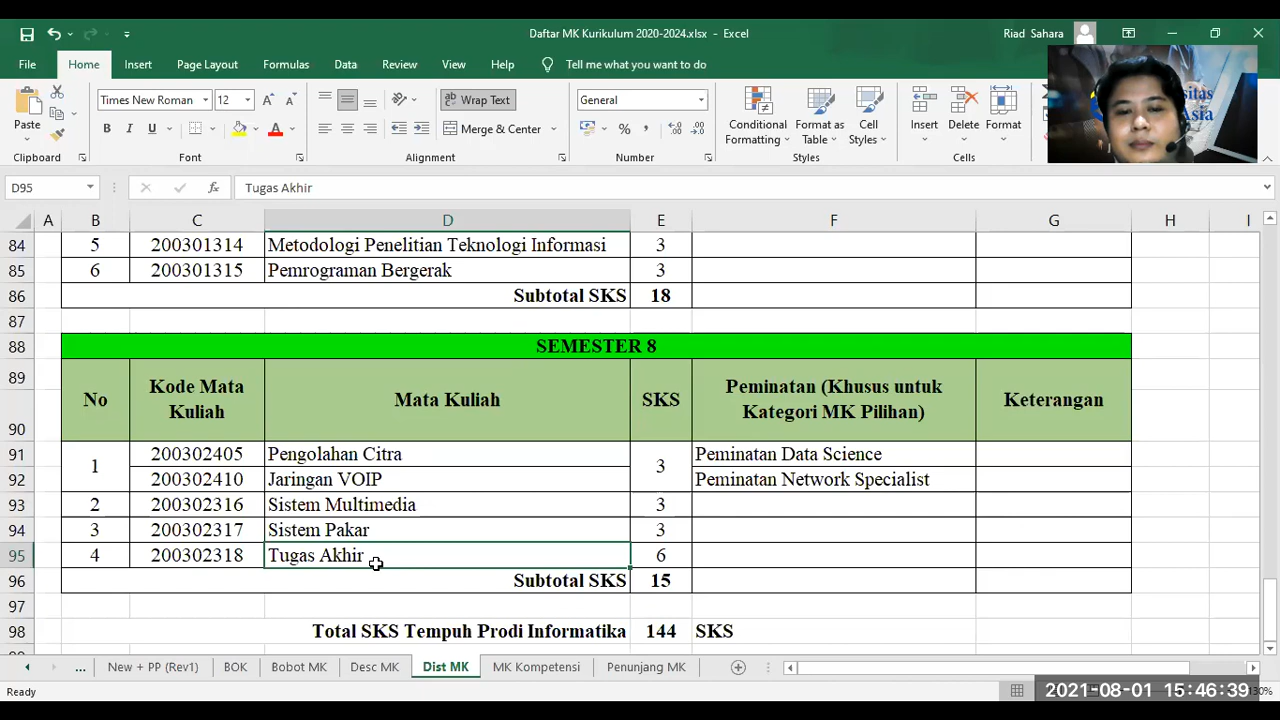 Daftar MK Kurikulum 2020-2024.xlsx - Excel
Riad Sahara
File Home Insert Page Layout Formulas Data Review View Help Tell me what you want to do
Paste
Times New Roman 12
B I U
Wrap Text
Merge & Center
General
Conditional Formatting
Format as Table
Cell Styles
Insert
Delete
Format
Clipboard Font Alignment Number Styles Cells
Asia
D95 fx Tugas Akhir
A B C D E F G H I
84 5 200301314 Metodologi Penelitian Teknologi Informasi 3
85 6 200301315 Pemrograman Bergerak 3
86 Subtotal SKS 18
87
88 SEMESTER 8
89
90
No Kode Mata Kuliah Mata Kuliah SKS Peminatan (Khusus untuk Kategori MK Pilihan) Keterangan
91 1 200302405 Pengolahan Citra 3 Peminatan Data Science
92 200302410 Jaringan VOIP Peminatan Network Specialist
93 2 200302316 Sistem Multimedia 3
94 3 200302317 Sistem Pakar 3
95 4 200302318 Tugas Akhir 6
96 Subtotal SKS 15
97
98 Total SKS Tempuh Prodi Informatika 144 SKS
... New + PP (Rev1) BOK Bobot MK Desc MK Dist MK MK Kompetensi Penunjang MK
Ready
2021-08-01 15:46:39
130%